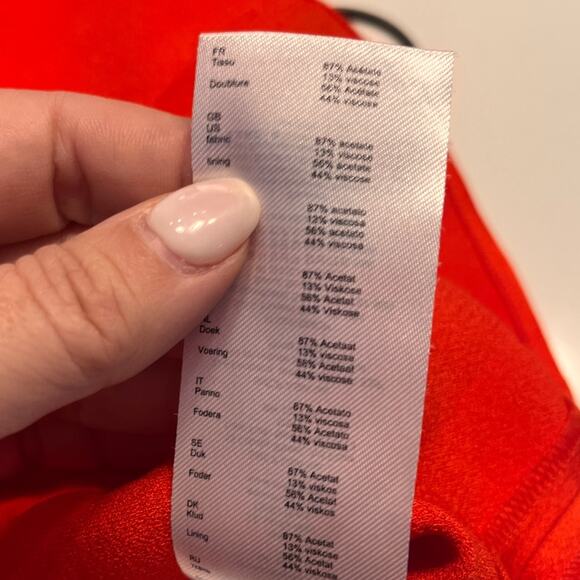 FR
Tissu 87% Acétate
13% viscose
Doublure 56% Acétate
44% viscose
GB
US
fabric 87% acetate
13% viscose
lining 56% acetate
44% viscose
87% acetato
13% viscosa
56% acetato
44% viscosa
87% Acetat
13% Viskose
56% Acetat
44% Viskose
NL
Doek 87% Acetaat
13% viscose
Voering 56% Acetaat
44% viscose
IT
Panno 87% Acetato
13% viscosa
Fodera 56% Acetato
44% viscosa
SE
Duk 87% Acetat
13% viskos
Foder 56% Acetat
44% viskos
DK
Klud 87% Acetat
13% viskose
Lining 56% Acetat
44% viskose
RU